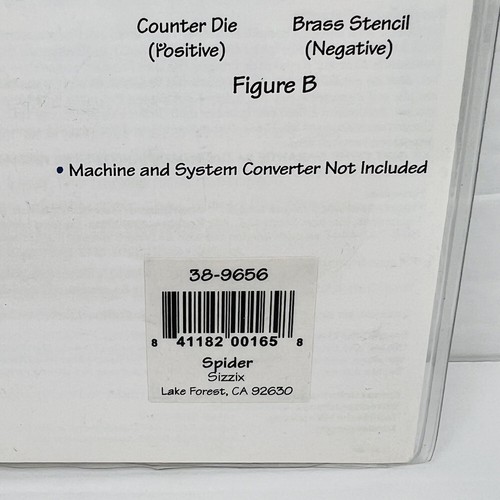 Counter Die Brass Stencil
(Positive) (Negative)
Figure B
• Machine and System Converter Not Included
38-9656
8 41182 00165 8
Spider
Sizzix
Lake Forest, CA 92630